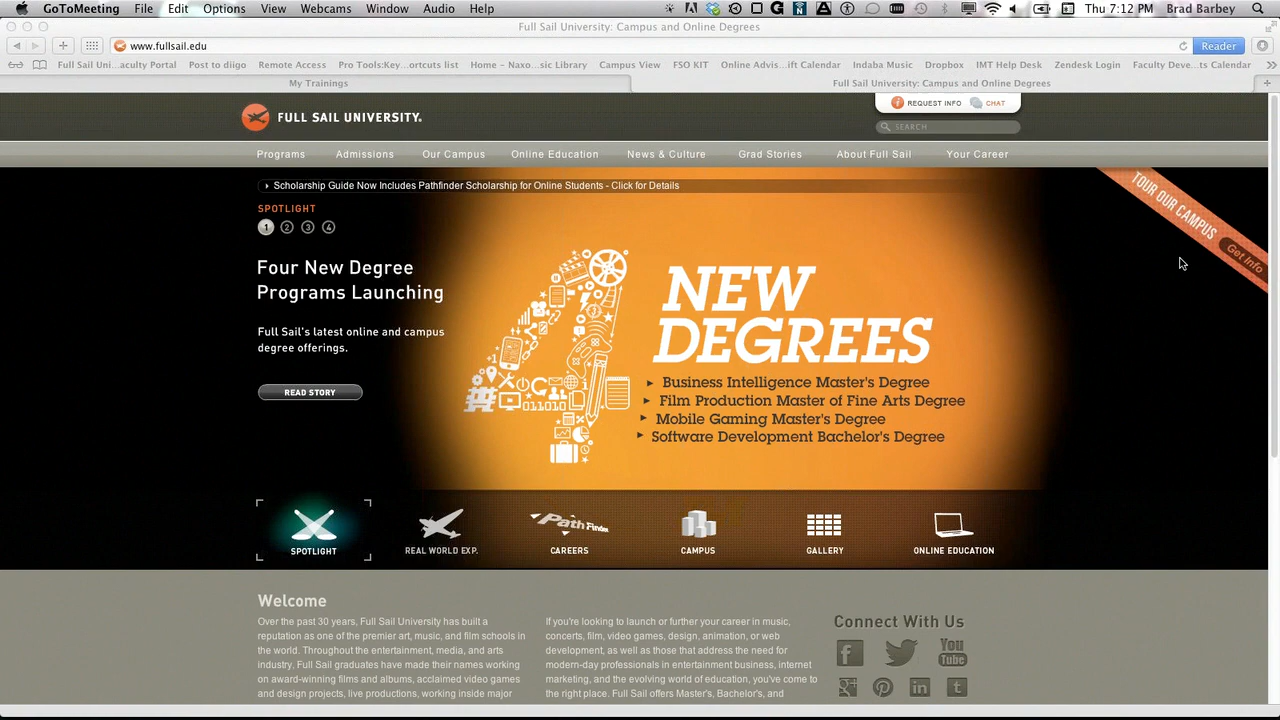 GoToMeeting File Edit Options View Webcams Window Audio Help Thu 7:12 PM Brad Barbey
Full Sail University: Campus and Online Degrees
www.fullsail.edu Reader
Full Sail Uni...aculty Portal Post to diigo Remote Access Pro Tools:Key...ortcuts list Home – Naxo...sic Library Campus View FSO KIT Online Advis...ift Calendar Indaba Music Dropbox IMT Help Desk Zendesk Login Faculty Deve...ts Calendar
My Trainings Full Sail University: Campus and Online Degrees
FULL SAIL UNIVERSITY.
REQUEST INFO CHAT
SEARCH
Programs Admissions Our Campus Online Education News & Culture Grad Stories About Full Sail Your Career
Scholarship Guide Now Includes Pathfinder Scholarship for Online Students - Click for Details
TOUR OUR CAMPUS
Get Info
SPOTLIGHT
1 2 3 4
Four New Degree
Programs Launching
Full Sail's latest online and campus
degree offerings.
READ STORY
011010
NEW
DEGREES
Business Intelligence Master's Degree
Film Production Master of Fine Arts Degree
Mobile Gaming Master's Degree
Software Development Bachelor's Degree
PathFinder
SPOTLIGHT REAL WORLD EXP. CAREERS CAMPUS GALLERY ONLINE EDUCATION
Welcome
Over the past 30 years, Full Sail University has built a
reputation as one of the premier art, music, and film schools in
the world. Throughout the entertainment, media, and arts
industry. Full Sail graduates have made their names working
on award-winning films and albums, acclaimed video games
and design projects, live productions, working inside major
If you're looking to launch or further your career in music,
concerts, film, video games, design, animation, or web
development, as well as those that address the need for
modern-day professionals in entertainment business, internet
marketing, and the evolving world of education, you've come to
the right place. Full Sail offers Master's, Bachelor's, and
Connect With Us
f You Tube
g+ P in t